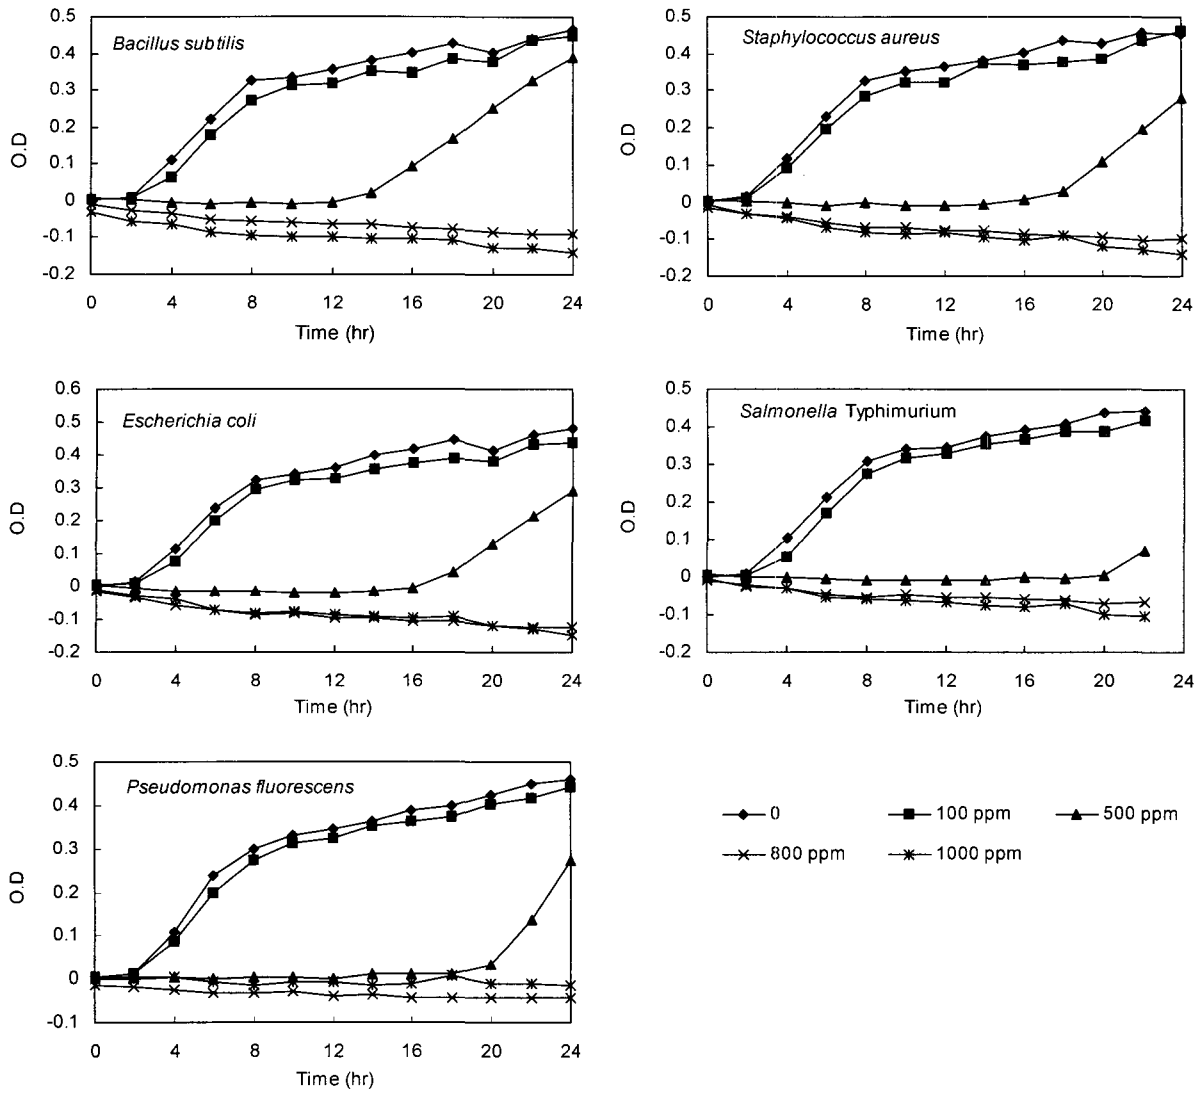 Bacillus subtilis
O.D
0.5
0.4
0.3
0.2
0.1
0
-0.1
-0.2
0 4 8 12 16 20 24
Time (hr)
Staphylococcus aureus
O.D
0.5
0.4
0.3
0.2
0.1
0
-0.1
-0.2
0 4 8 12 16 20 24
Time (hr)
Escherichia coli
O.D
0.6
0.5
0.4
0.3
0.2
0.1
0
-0.1
-0.2
0 4 8 12 16 20 24
Time (hr)
Salmonella Typhimurium
O.D
0.5
0.4
0.3
0.2
0.1
0
-0.1
-0.2
0 4 8 12 16 20 24
Time (hr)
Pseudomonas fluorescens
O.D
0.5
0.4
0.3
0.2
0.1
0
-0.1
0 4 8 12 16 20 24
Time (hr)
0 100 ppm 500 ppm
800 ppm 1000 ppm